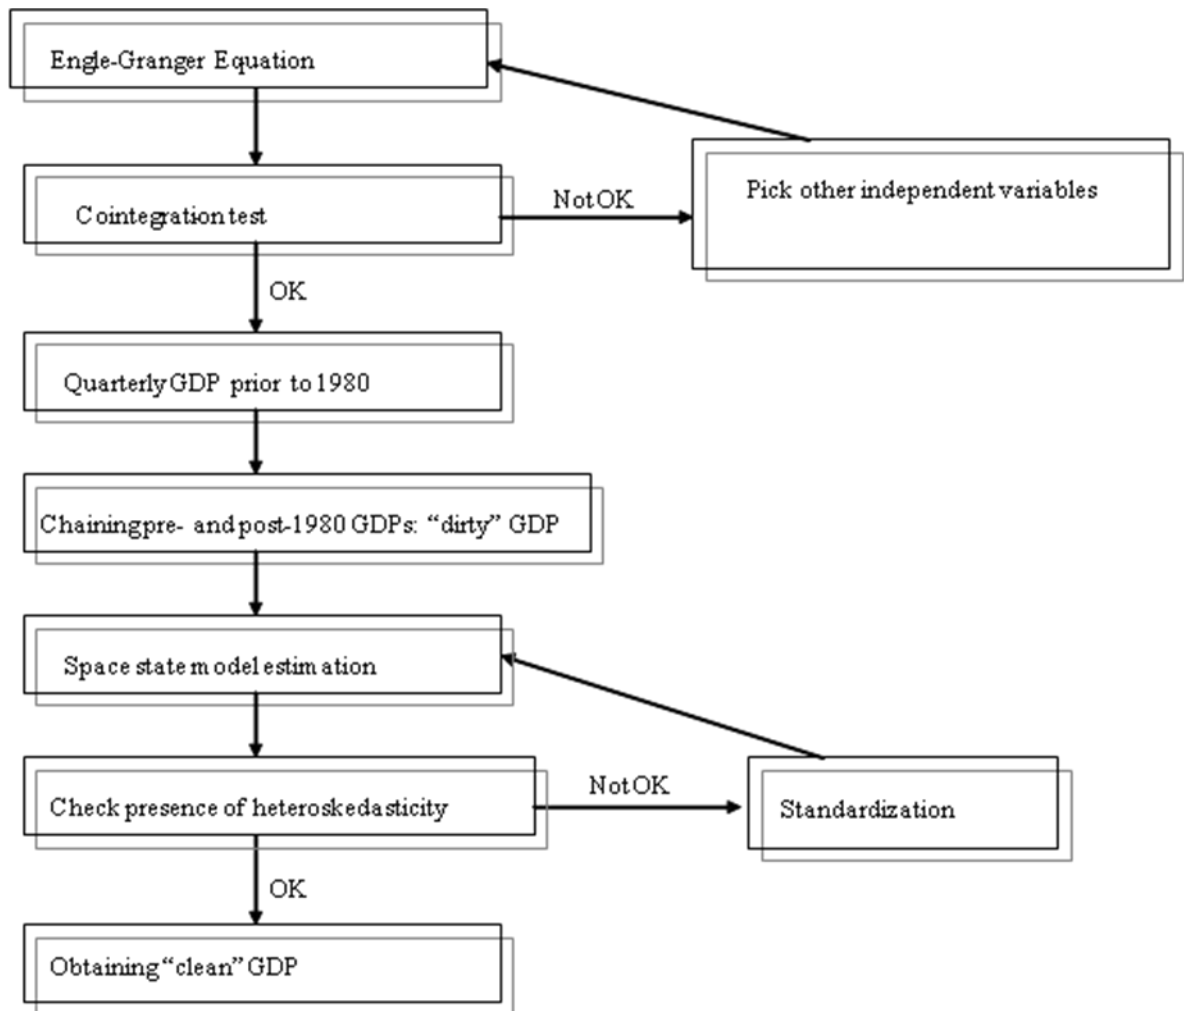 Engle-Granger Equation
Pick other independent variables
Not OK
Cointegration test
OK
Quarterly GDP prior to 1980
Chaining pre- and post-1980 GDPs: “dirty” GDP
Space state model estimation
Not OK
Check presence of heteroskedasticity
Standardization
OK
Obtaining “clean” GDP